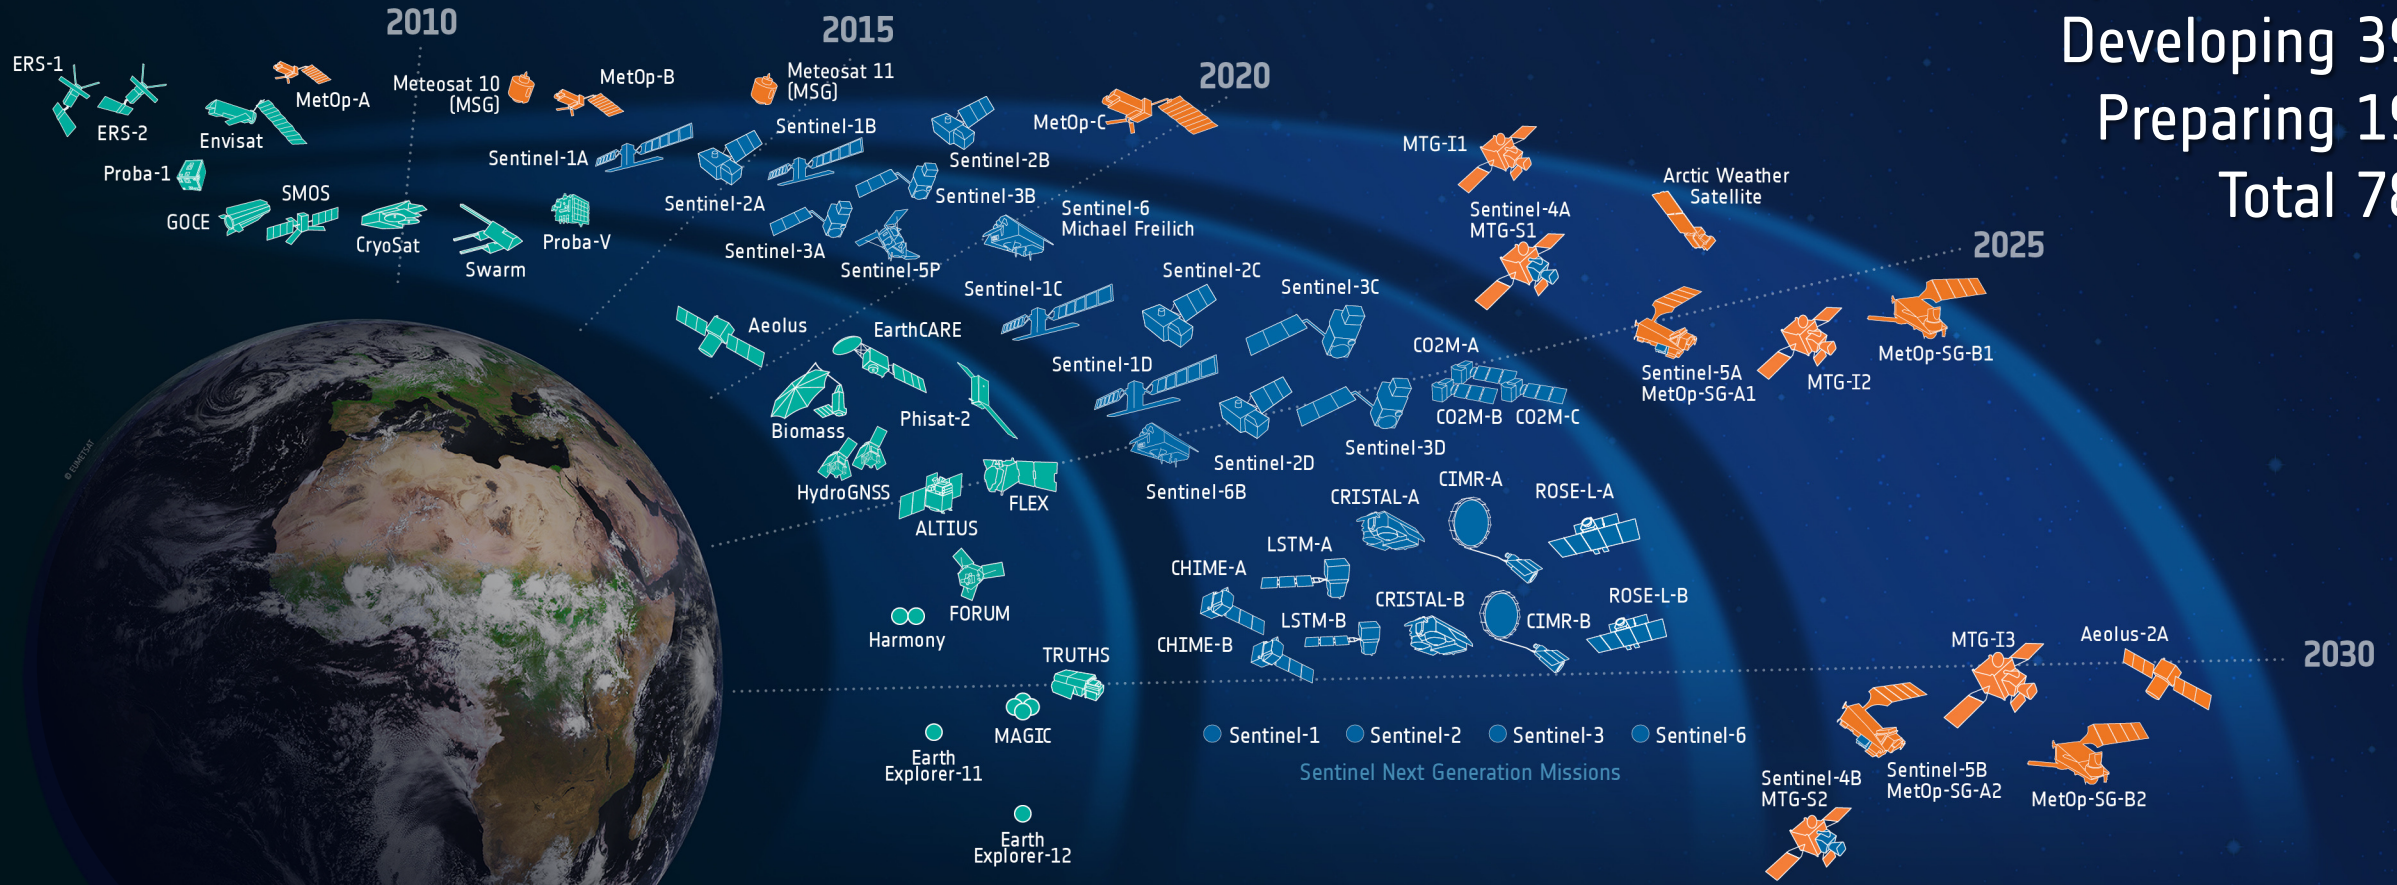 2010
2015
2020
2025
2030
Developing 39
Preparing 19
Total 78
ERS-1
ERS-2
MetOp-A
Envisat
Proba-1
GOCE
SMOS
Meteosat 10
(MSG)
MetOp-B
Meteosat 11
(MSG)
CryoSat
Swarm
Proba-V
Sentinel-1A
Sentinel-2A
Sentinel-1B
Sentinel-2B
Sentinel-3A
Sentinel-3B
Sentinel-5P
MetOp-C
Sentinel-6
Michael Freilich
MTG-I1
Sentinel-4A
MTG-S1
Arctic Weather
Satellite
Aeolus
EarthCARE
Biomass
Phisat-2
HydroGNSS
ALTIUS
FLEX
Sentinel-1C
Sentinel-2C
Sentinel-3C
Sentinel-1D
Sentinel-2D
Sentinel-3D
Sentinel-6B
CO2M-A
CO2M-B
CO2M-C
Sentinel-5A
MetOp-SG-A1
MTG-I2
MetOp-SG-B1
FORUM
Harmony
TRUTHS
MAGIC
Earth
Explorer-11
Earth
Explorer-12
CHIME-A
LSTM-A
CRISTAL-A
CIMR-A
ROSE-L-A
CHIME-B
LSTM-B
CRISTAL-B
CIMR-B
ROSE-L-B
Sentinel-1
Sentinel-2
Sentinel-3
Sentinel-6
Sentinel Next Generation Missions
MTG-I3
Aeolus-2A
Sentinel-4B
MTG-S2
Sentinel-5B
MetOp-SG-A2
MetOp-SG-B2
© EUMETSAT